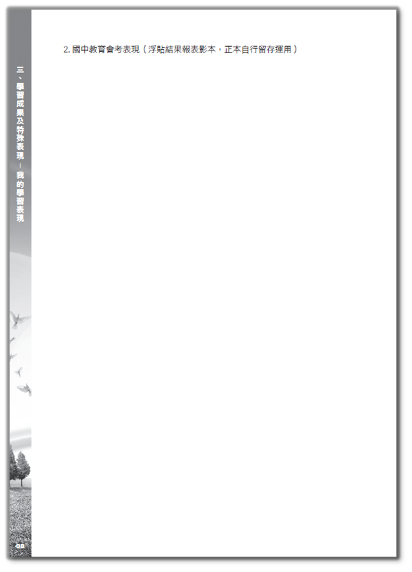 2. 國中教育會考表現（浮貼結果報表影本，正本自行留存運用）
三、學習成果及特殊表現－我的學習表現